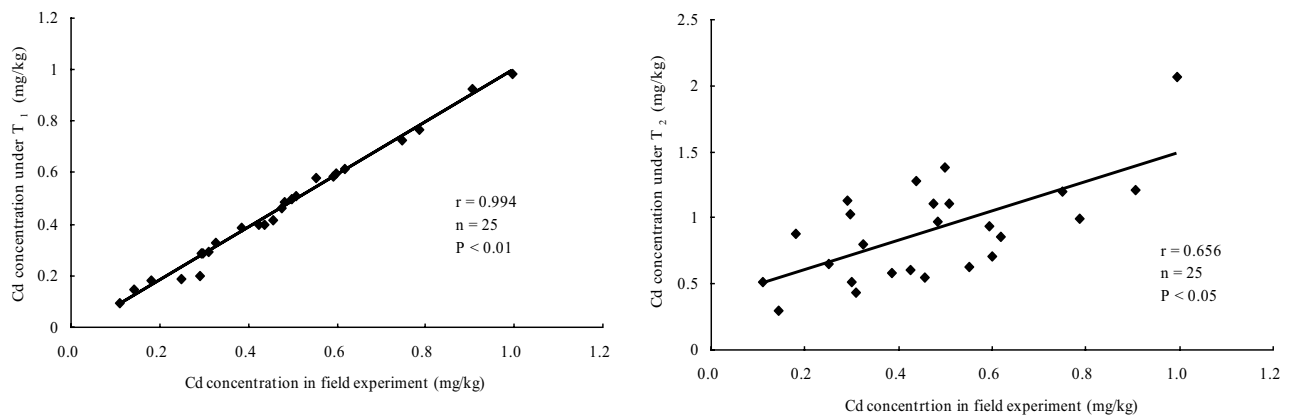 1.2
1
0.8
0.6
0.4
0.2
0
Cd concentration under T 1 (mg/kg)
r = 0.994
n = 25
P < 0.01
0.0 0.2 0.4 0.6 0.8 1.0 1.2
Cd concentration in field experiment (mg/kg)
2.5
2
1.5
1
0.5
0
Cd concentration under T 2 (mg/kg)
r = 0.656
n = 25
P < 0.05
0.0 0.2 0.4 0.6 0.8 1.0 1.2
Cd concentrtion in field experiment (mg/kg)